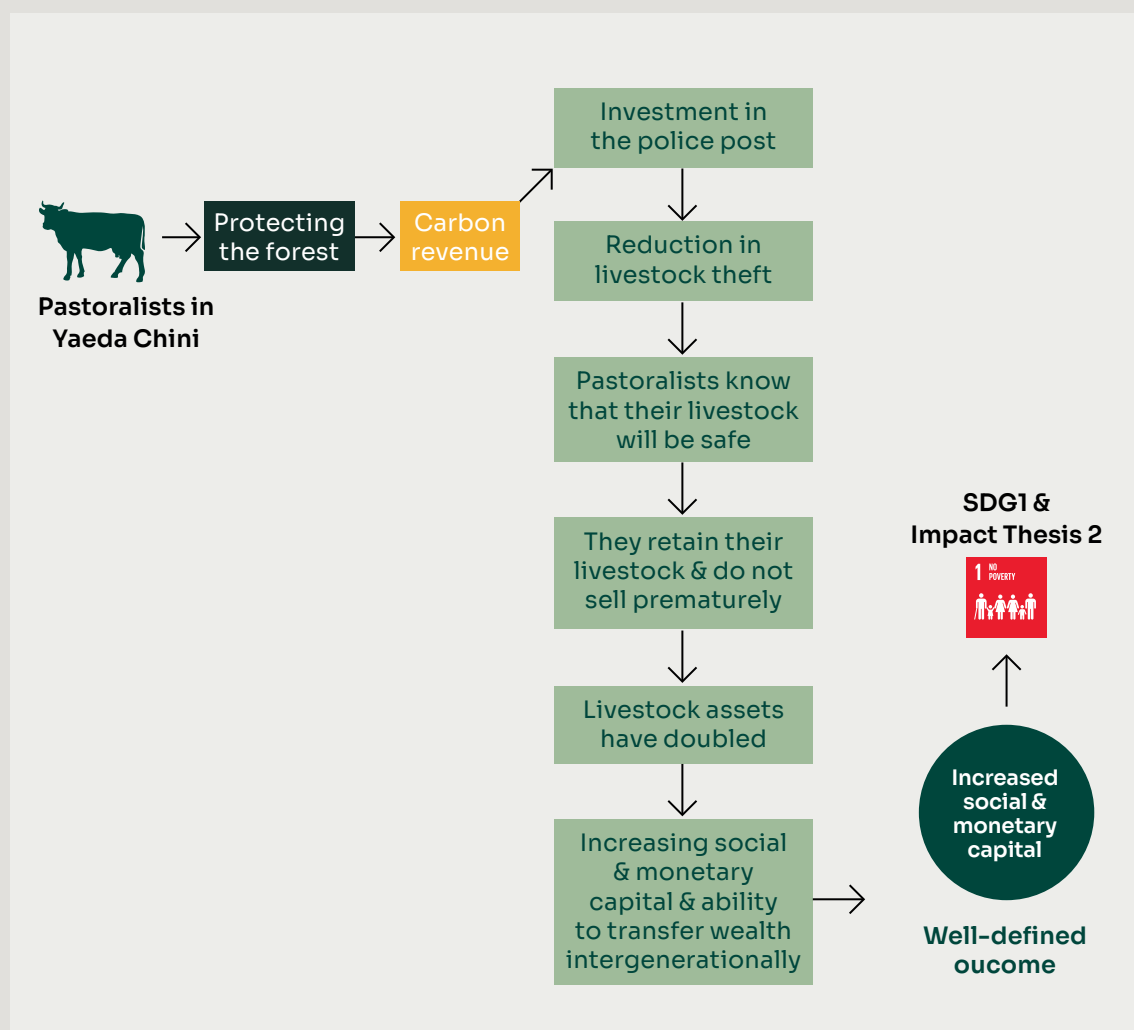 Pastoralists in
Yaeda Chini
Protecting
the forest
Carbon
revenue
Investment in
the police post
Reduction in
livestock theft
Pastoralists know
that their livestock
will be safe
They retain their
livestock & do not
sell prematurely
Livestock assets
have doubled
Increasing social
& monetary
capital & ability
to transfer wealth
intergenerationally
Increased
social &
monetary
capital
Well-defined
oucome
SDG1 &
Impact Thesis 2
1 NO
POVERTY